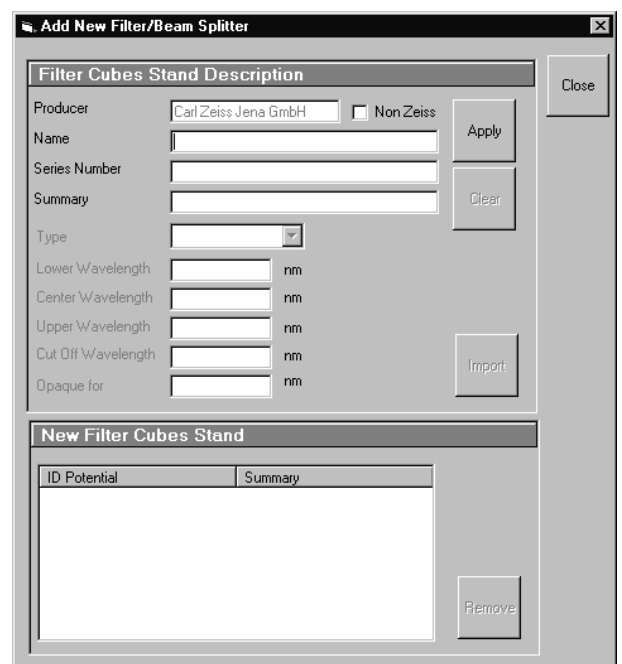 Add New Filter/Beam Splitter
Filter Cubes Stand Description
Close
Producer Carl Zeiss Jena GmbH Non Zeiss
Apply
Name
Series Number
Summary
Clear
Type
Lower Wavelength nm
Center Wavelength nm
Upper Wavelength nm
Cut Off Wavelength nm
Import
Opaque for nm
New Filter Cubes Stand
ID Potential Summary
Remove